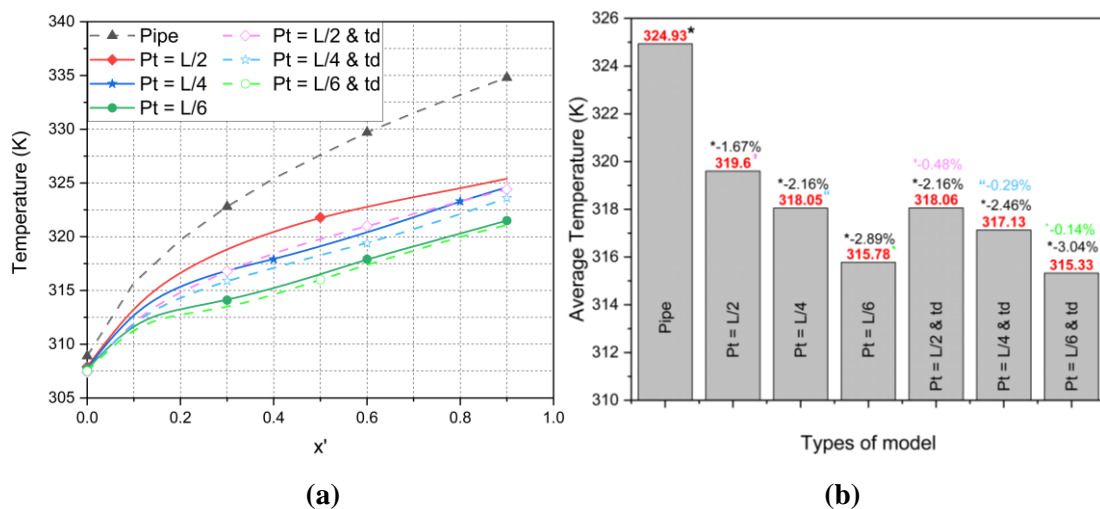 (a)
340
335
330
325
320
315
310
305
Temperature (K)
Pipe
Pt = L/2
Pt = L/4
Pt = L/6
Pt = L/2 & td
Pt = L/4 & td
Pt = L/6 & td
0.0 0.2 0.4 0.6 0.8 1.0
x'
(a)
(b)
326
324
322
320
318
316
314
312
310
Average Temperature (K)
324.93*
*-1.67%
319.6*
*-2.16%
318.05**
*-2.89%
315.78*
*-0.48%
*-2.16%
318.06
**-0.29%
*-2.46%
317.13
*-0.14%
*-3.04%
315.33
Pipe
Pt = L/2
Pt = L/4
Pt = L/6
Pt = L/2 & td
Pt = L/4 & td
Pt = L/6 & td
Types of model
(b)